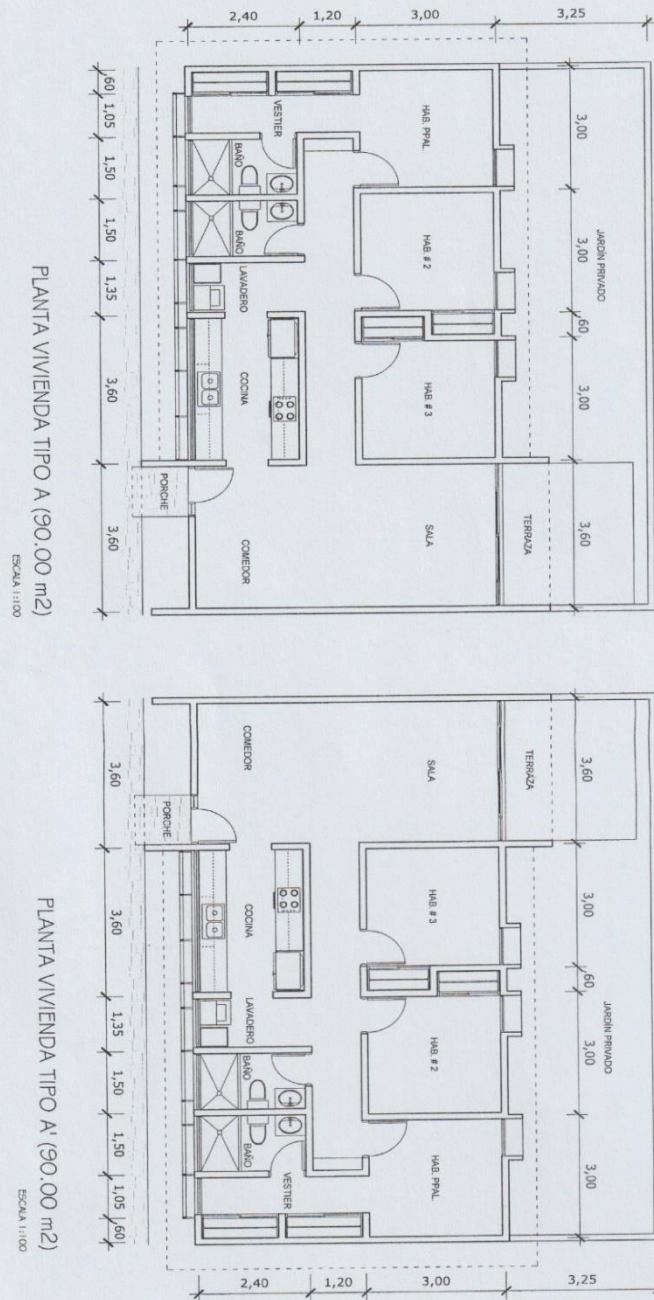 2,40 1,20 3,00 3,25
3,00 3,00 ,60 3,00 3,60
JARDÍN PRIVADO
TERRAZA
HAB. PPAL
HAB. # 2
HAB. # 3
SALA
VESTIER
BAÑO
BAÑO
LAVADERO
COCINA
COMEDOR
PORCHE
,60 1,05 1,50 1,50 1,35 3,60 3,60
PLANTA VIVIENDA TIPO A (90.00 m2)
ESCALA 1:100
3,60 3,00 ,60 3,00 3,00
JARDÍN PRIVADO
TERRAZA
SALA
HAB. # 3
HAB. # 2
HAB. PPAL
COMEDOR
COCINA
LAVADERO
BAÑO
BAÑO
VESTIER
PORCHE
3,60 3,60 1,35 1,50 1,50 1,05 ,60
2,40 1,20 3,00 3,25
PLANTA VIVIENDA TIPO A' (90.00 m2)
ESCALA 1:100